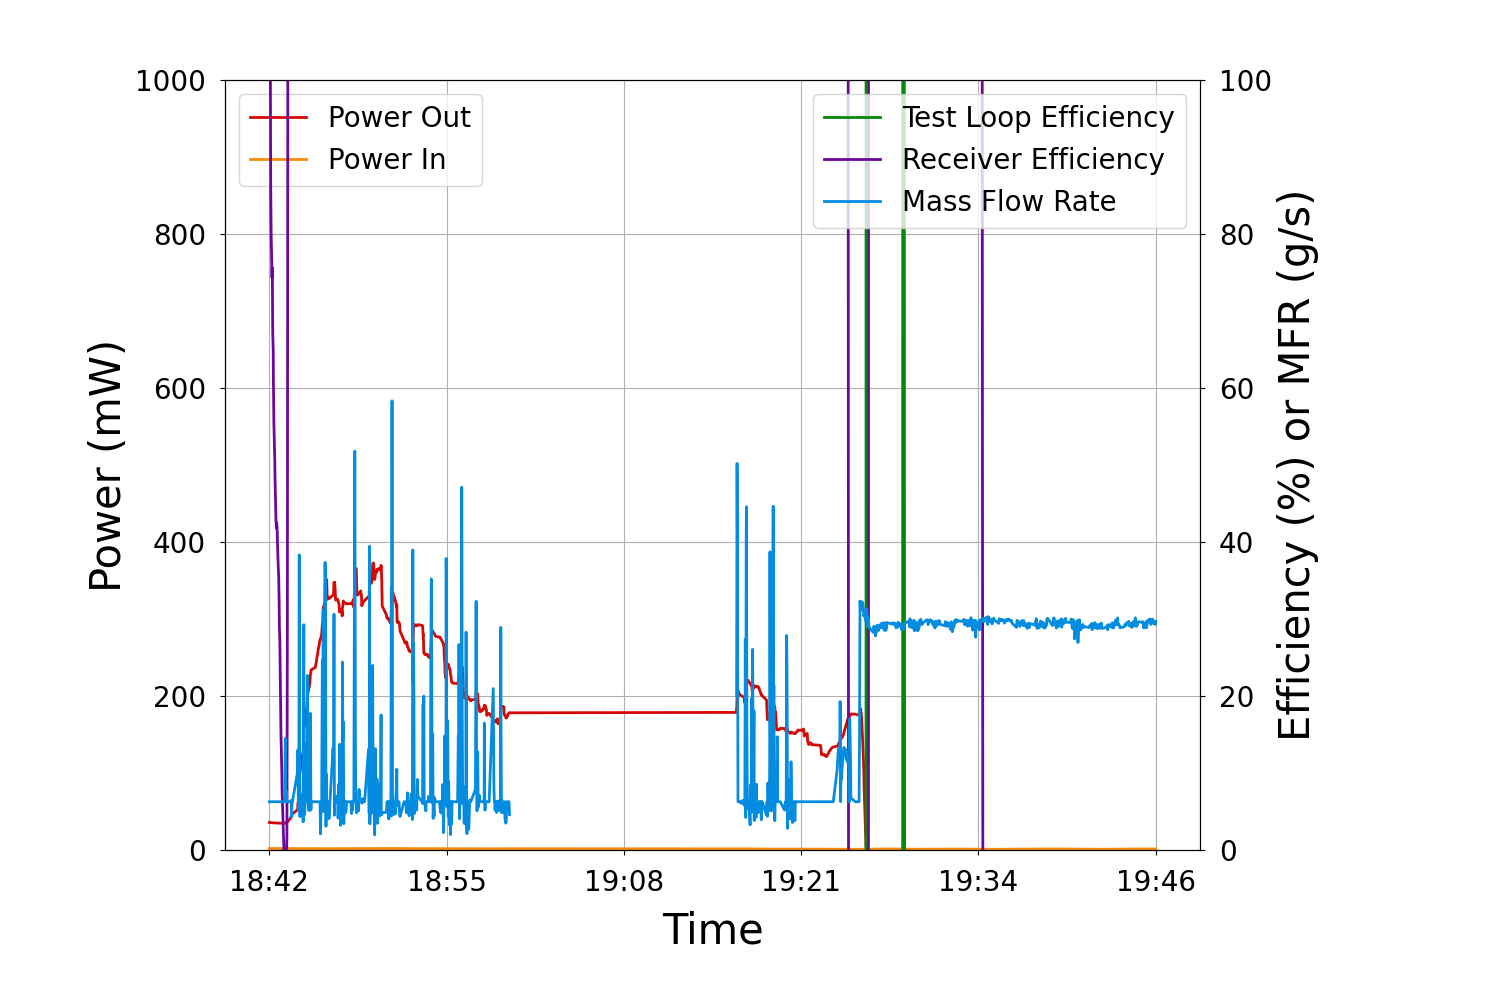 1000
800
600
400
200
0
Power (mW)
Power Out
Power In
Test Loop Efficiency
Receiver Efficiency
Mass Flow Rate
100
80
60
40
20
0
Efficiency (%) or MFR (g/s)
18:42 18:55 19:08 19:21 19:34 19:46
Time